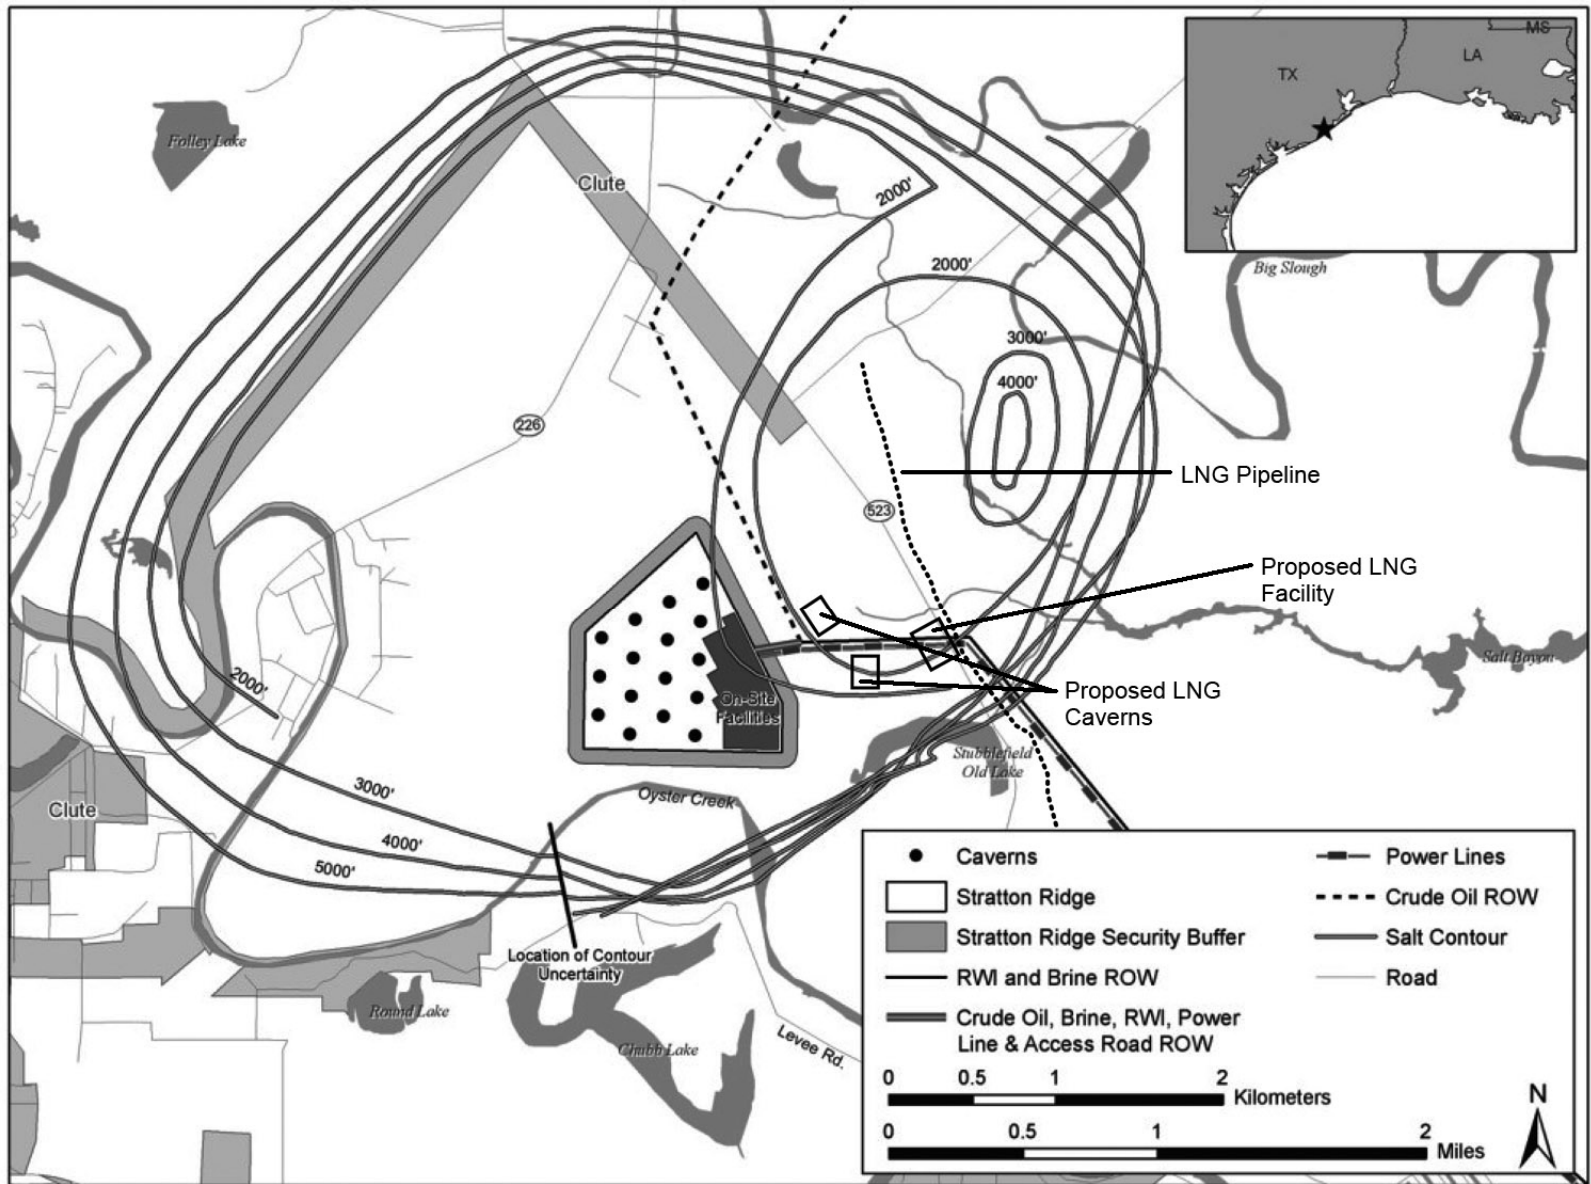 MS
LA
TX
Folley Lake
Clute
2000'
2000'
Big Slough
3000'
4000'
226
LNG Pipeline
523
Proposed LNG
Facility
Salt Bayou
2000'
On-Site
Facilities
Proposed LNG
Caverns
Stubblefield
Old Lake
3000'
Oyster Creek
Clute
4000'
5000'
Location of Contour
Uncertainty
Round Lake
Chubb Lake
Levee Rd.
Caverns
Stratton Ridge
Stratton Ridge Security Buffer
RWI and Brine ROW
Crude Oil, Brine, RWI, Power
Line & Access Road ROW
Power Lines
Crude Oil ROW
Salt Contour
Road
0 0.5 1 2
Kilometers
0 0.5 1 2
Miles
N